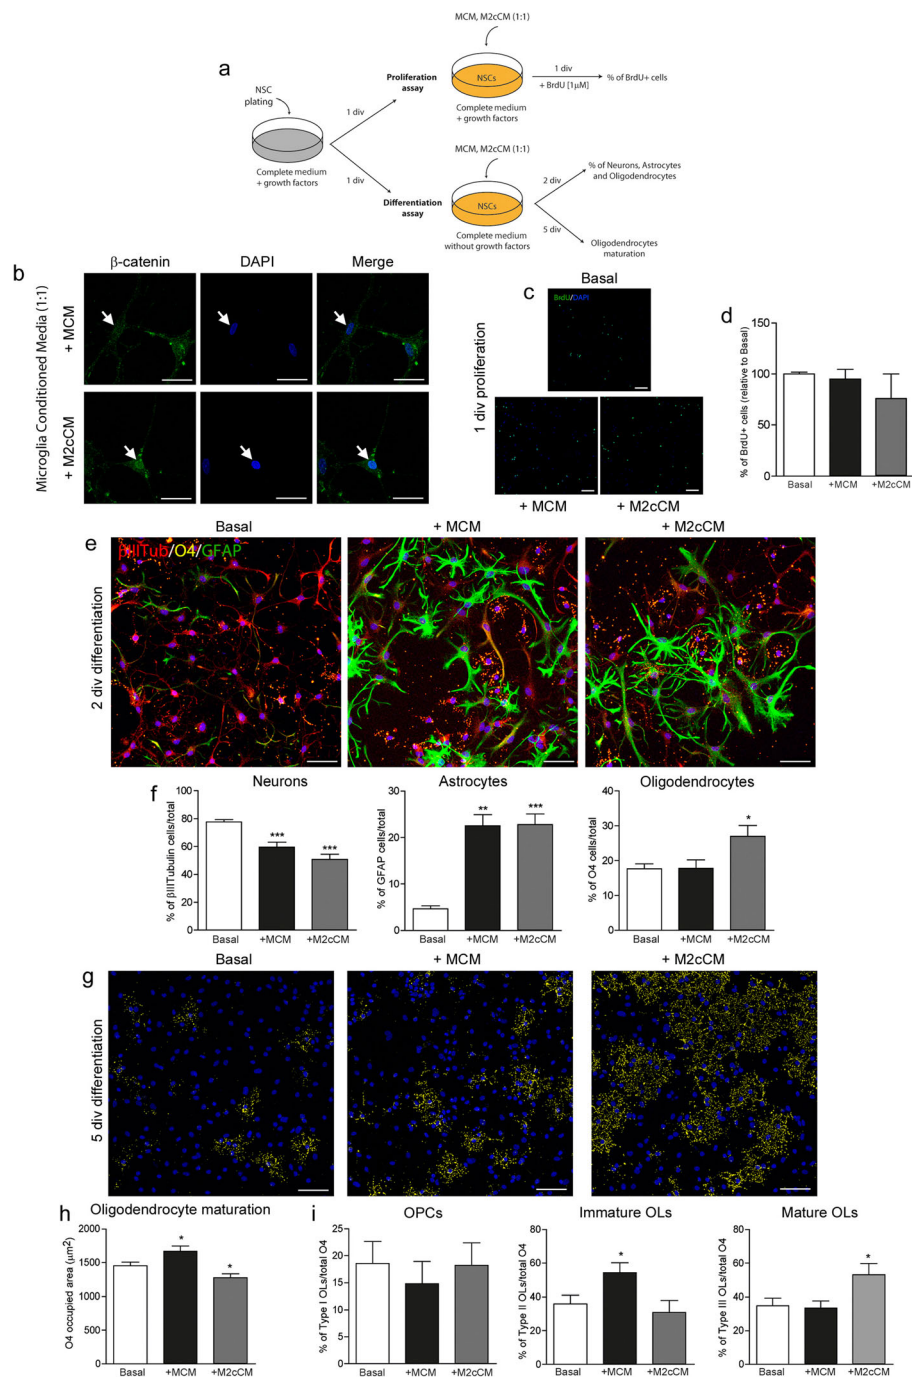 a
NSC
plating
Complete medium
+ growth factors
1 div
1 div
Proliferation
assay
Differentiation
assay
MCM, M2cCM (1:1)
NSCs
Complete medium
+ growth factors
1 div
+ BrdU [1μM]
% of BrdU+ cells
MCM, M2cCM (1:1)
NSCs
Complete medium
without growth factors
2 div
5 div
% of Neurons, Astrocytes
and Oligodendrocytes
Oligodendrocytes
maturation
b
β-catenin
DAPI
Merge
Microglia Conditioned Media (1:1)
+ MCM
+ M2cCM
c
Basal
BrdU/DAPI
1 div proliferation
+ MCM
+ M2cCM
d
% of BrdU+ cells (relative to Basal)
150
100
50
0
Basal
+MCM
+M2cCM
e
Basal
+ MCM
+ M2cCM
βIIITub/O4/GFAP
2 div differentiation
f
Neurons
% of βIIITubulin cells/total
100
80
60
40
20
0
***
***
Basal
+MCM
+M2cCM
Astrocytes
% of GFAP cells/total
30
20
10
0
**
***
Basal
+MCM
+M2cCM
Oligodendrocytes
% of O4 cells/total
40
30
20
10
0
*
Basal
+MCM
+M2cCM
g
Basal
+ MCM
+ M2cCM
5 div differentiation
h
Oligodendrocyte maturation
O4 occupied area (μm²)
2000
1500
1000
500
0
*
*
Basal
+MCM
+M2cCM
i
OPCs
% of Type I OLs/total O4
25
20
15
10
5
0
Basal
+MCM
+M2cCM
Immature OLs
% of Type II OLs/total O4
80
60
40
20
0
*
Basal
+MCM
+M2cCM
Mature OLs
% of Type III OLs/total O4
80
60
40
20
0
*
Basal
+MCM
+M2cCM